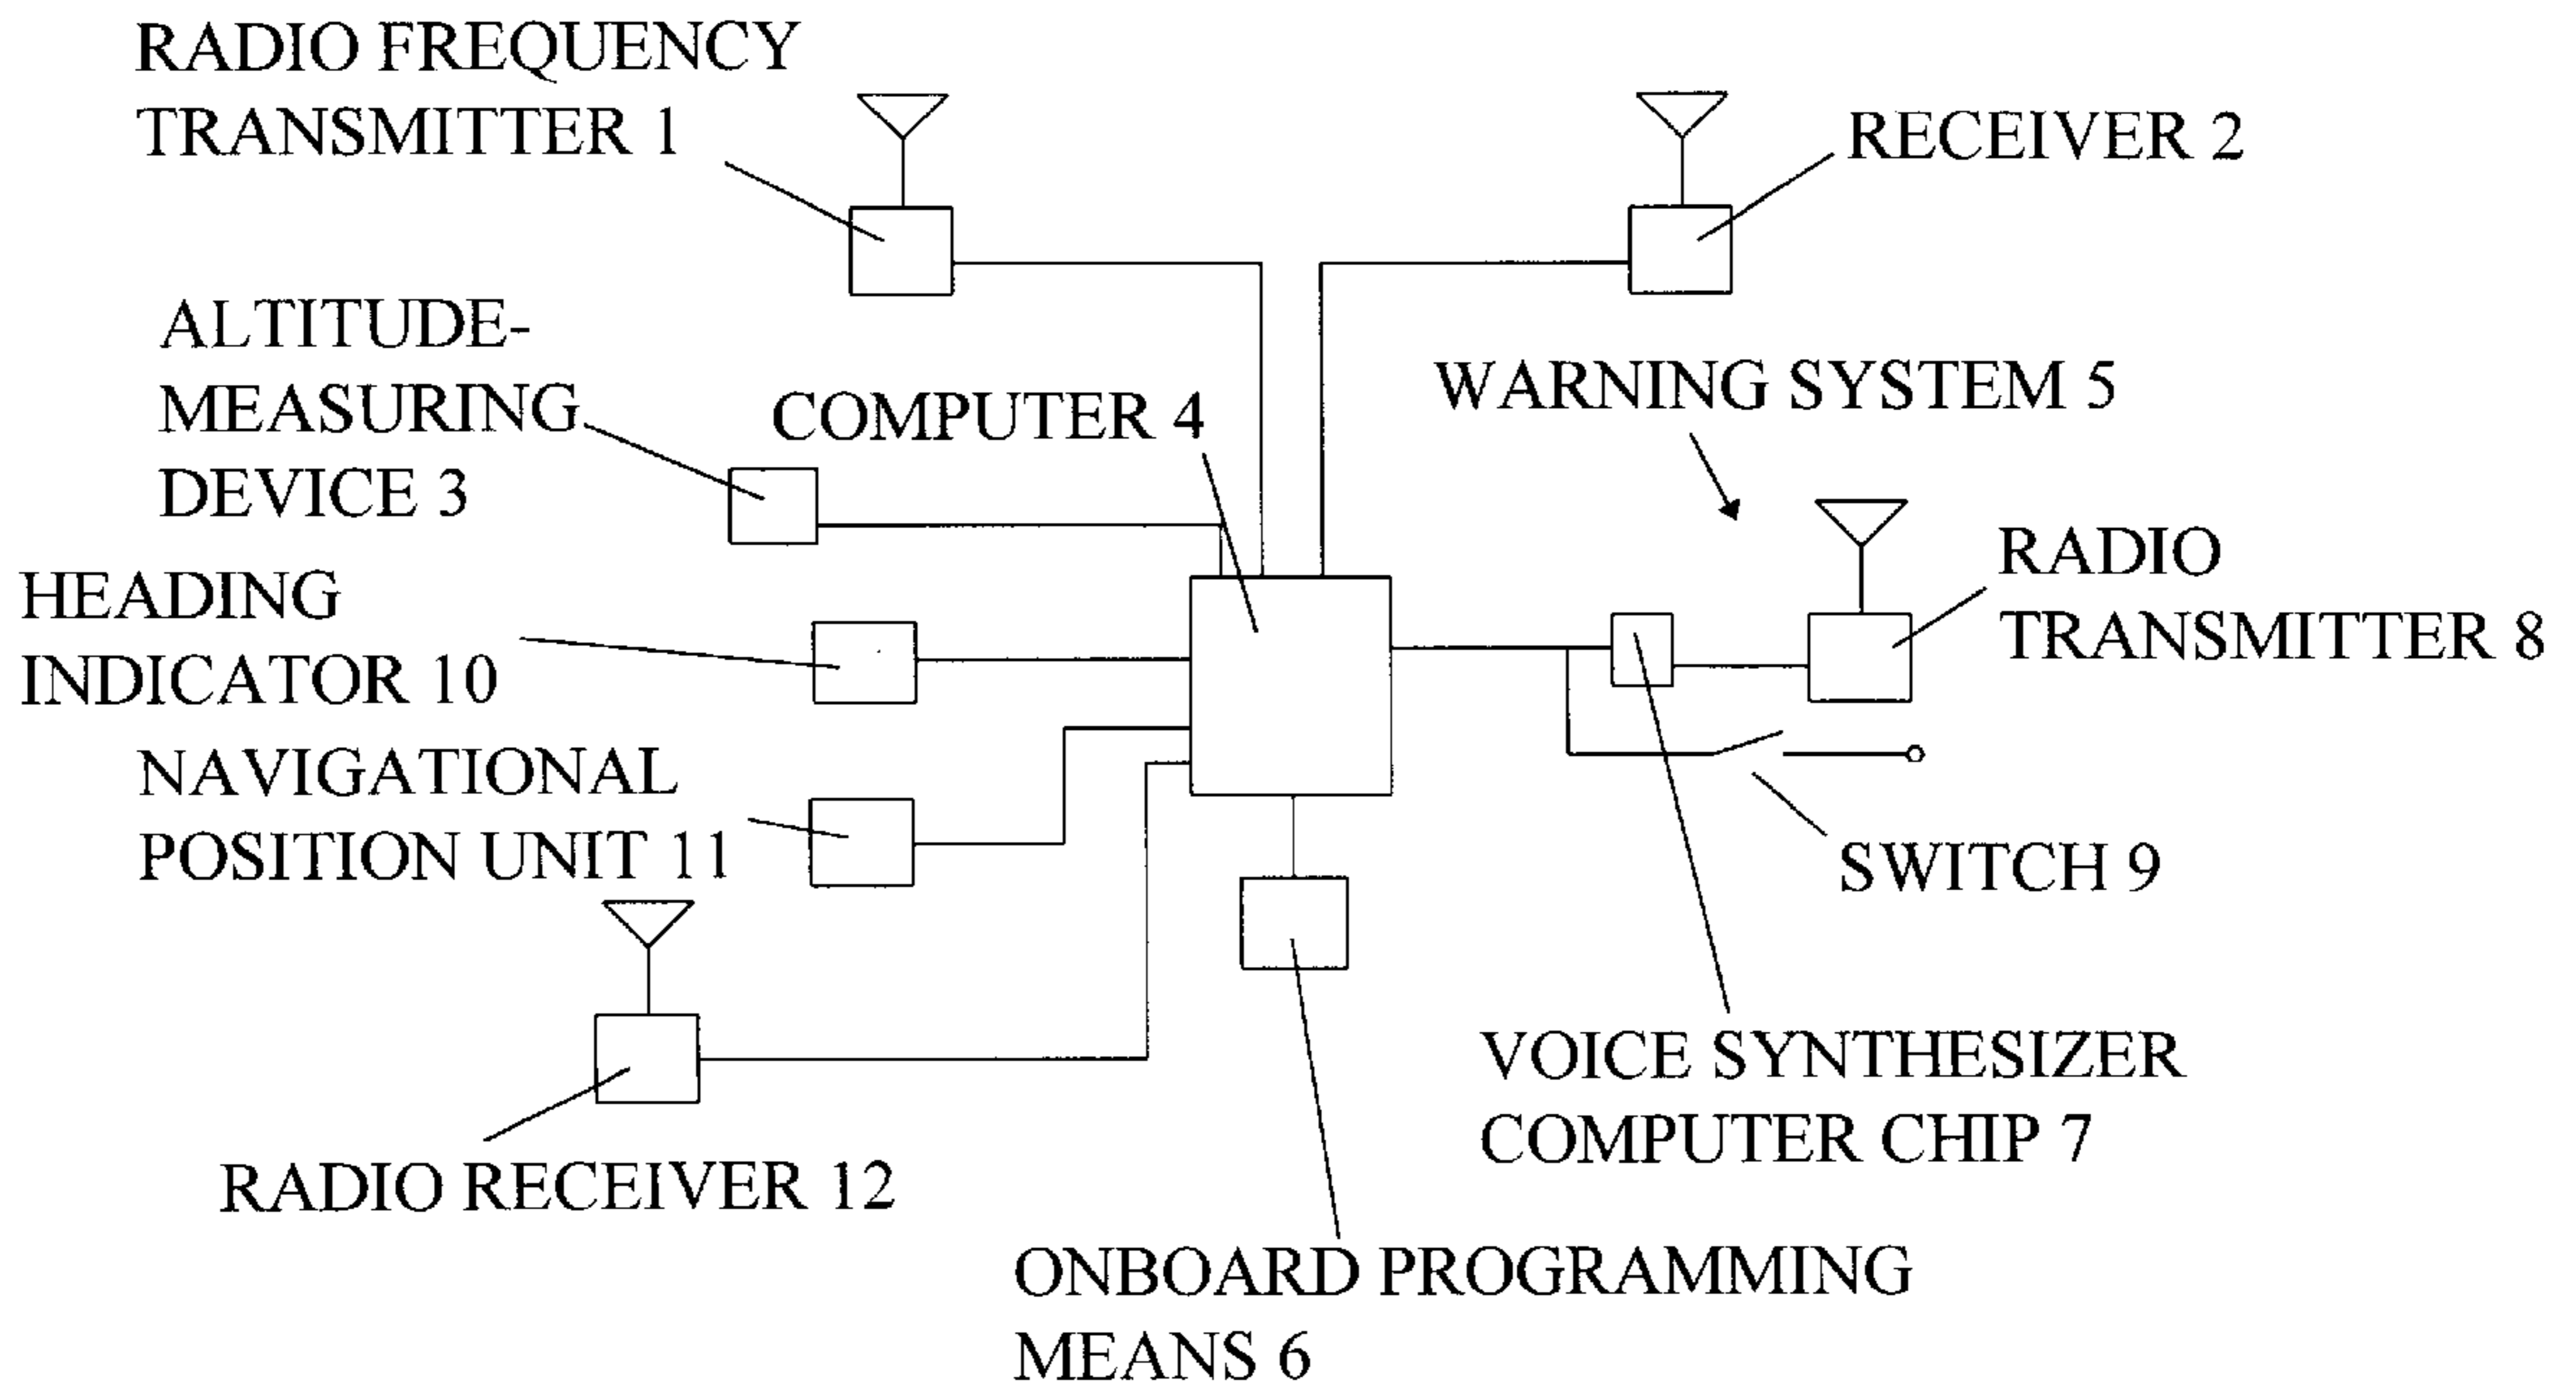 RADIO FREQUENCY
TRANSMITTER 1
RECEIVER 2
ALTITUDE-
MEASURING
DEVICE 3
COMPUTER 4
WARNING SYSTEM 5
RADIO
TRANSMITTER 8
HEADING
INDICATOR 10
NAVIGATIONAL
POSITION UNIT 11
SWITCH 9
VOICE SYNTHESIZER
COMPUTER CHIP 7
RADIO RECEIVER 12
ONBOARD PROGRAMMING
MEANS 6